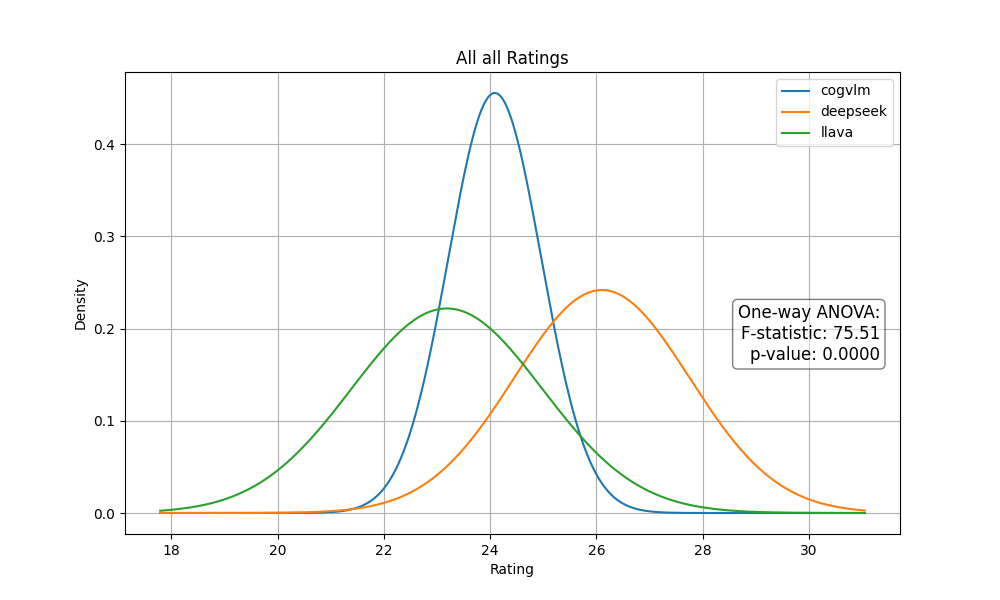 All all Ratings
cogvlm
deepseek
llava
0.4
0.3
0.2
0.1
0.0
Density
One-way ANOVA:
F-statistic: 75.51
p-value: 0.0000
18 20 22 24 26 28 30
Rating